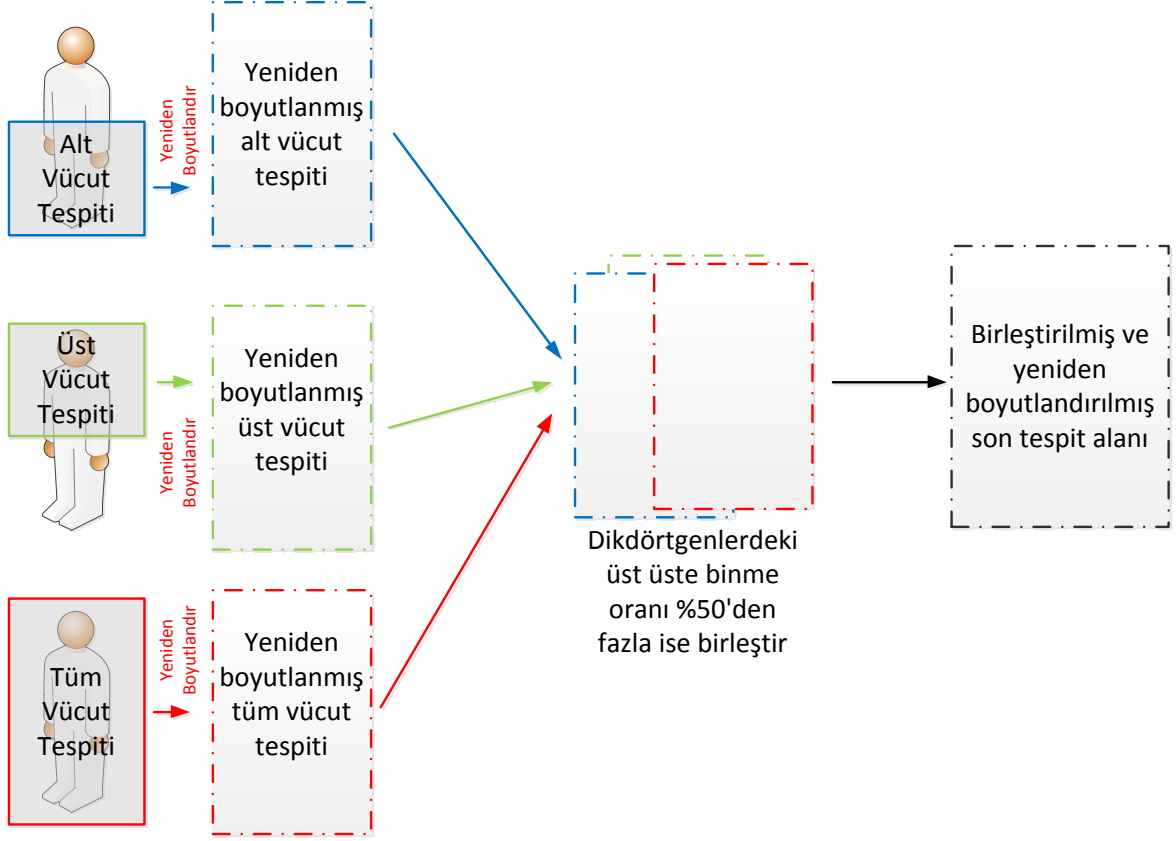 Alt
Vücut
Tespiti
Yeniden
Boyutlandır
Yeniden
boyutlanmış
alt vücut
tespiti
Üst
Vücut
Tespiti
Yeniden
Boyutlandır
Yeniden
boyutlanmış
üst vücut
tespiti
Tüm
Vücut
Tespiti
Yeniden
Boyutlandır
Yeniden
boyutlanmış
tüm vücut
tespiti
Dikdörtgenlerdeki
üst üste binme
oranı %50'den
fazla ise birleştir
Birleştirilmiş ve
yeniden
boyutlandırılmış
son tespit alanı